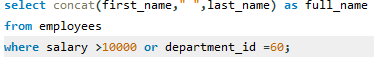 select concat(first_name," ",last_name) as full_name
from employees
where salary >10000 or department_id =60;